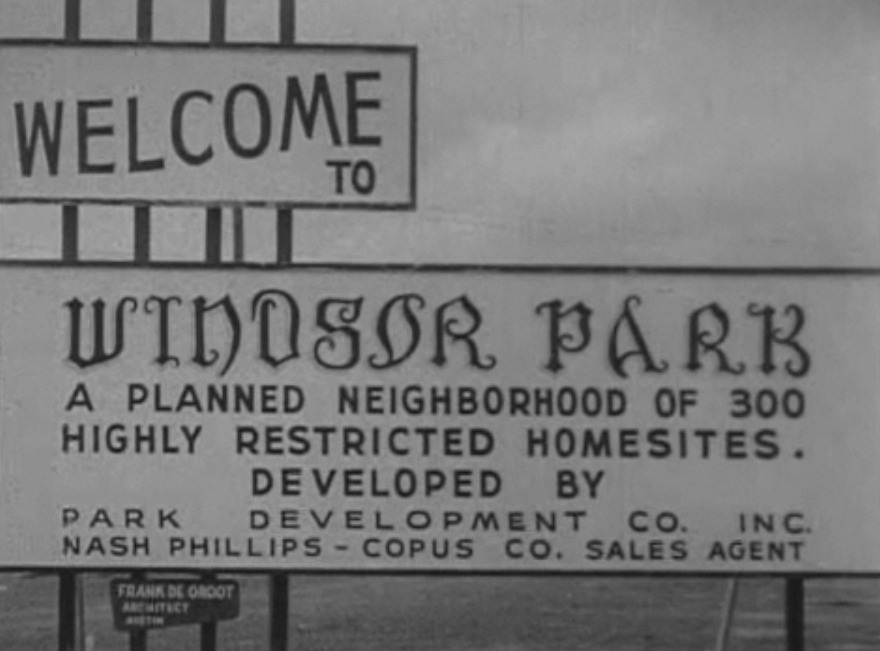 WELCOME
TO
WINDSOR PARK
A PLANNED NEIGHBORHOOD OF 300
HIGHLY RESTRICTED HOMESITES.
DEVELOPED BY
PARK DEVELOPMENT CO. INC.
NASH PHILLIPS - COPUS CO. SALES AGENT
FRANK DE GROOT
ARCHITECT
AUSTIN